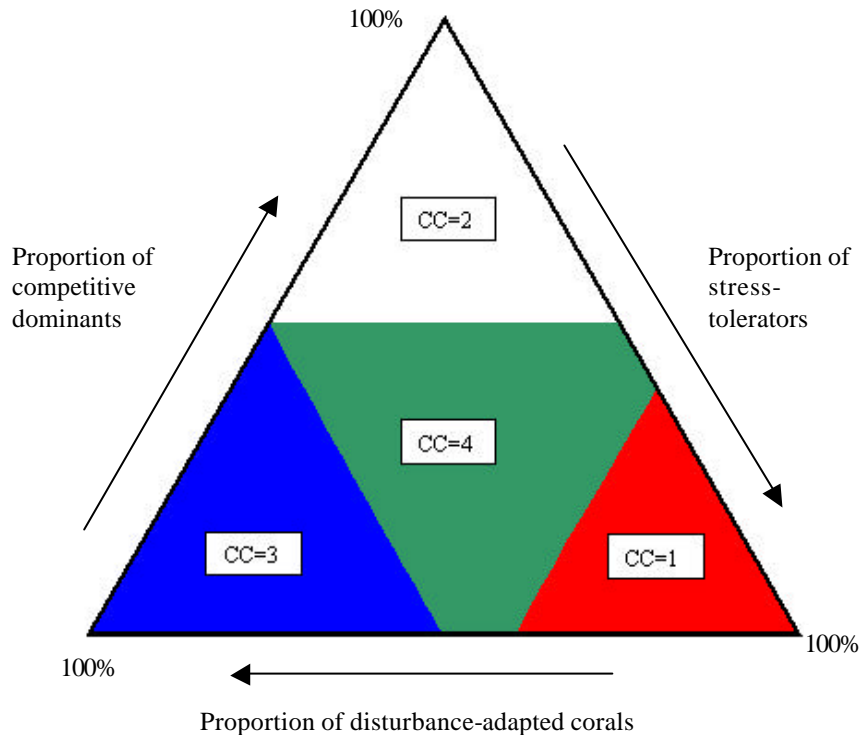 100%
CC=2
Proportion of
competitive
dominants
Proportion of
stress-
tolerators
CC=4
CC=3
CC=1
100%
100%
Proportion of disturbance-adapted corals